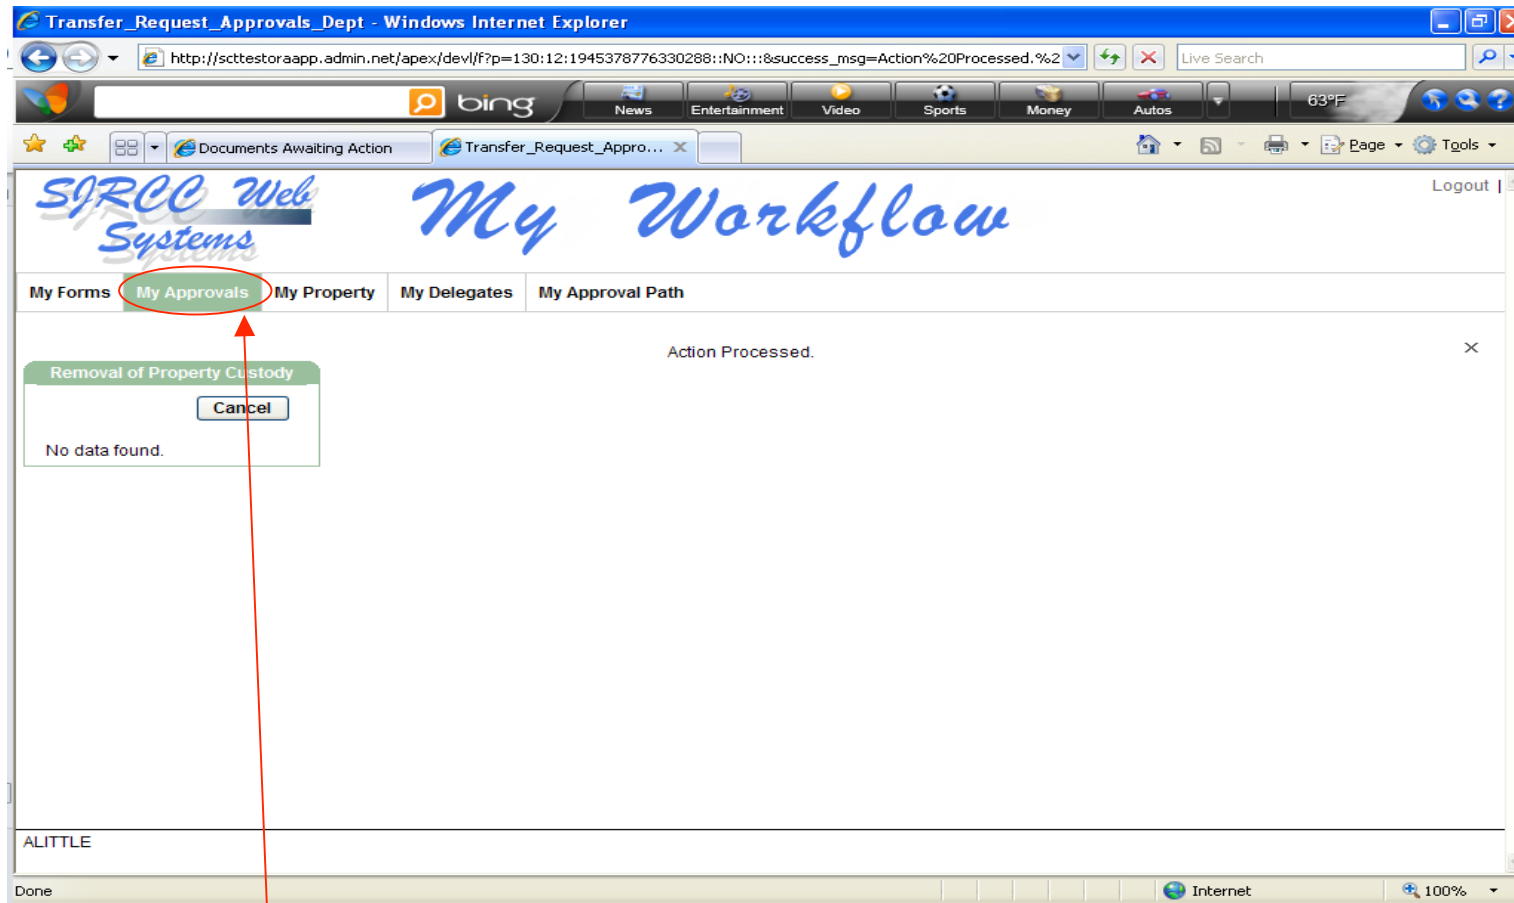 Transfer_Request_Approvals_Dept - Windows Internet Explorer
http://scttestoraapp.admin.net/apex/devl/f?p=130:12:1945378776330288::NO:::&success_msg=Action%20Processed.%2
Live Search
bing
News Entertainment Video Sports Money Autos
63°F
Documents Awaiting Action
Transfer_Request_Appro...
Page Tools
SJRCC Web Systems
My Workflow
Logout |
My Forms My Approvals My Property My Delegates My Approval Path
Action Processed.
Removal of Property Custody
Cancel
No data found.
ALITTLE
Done Internet 100%